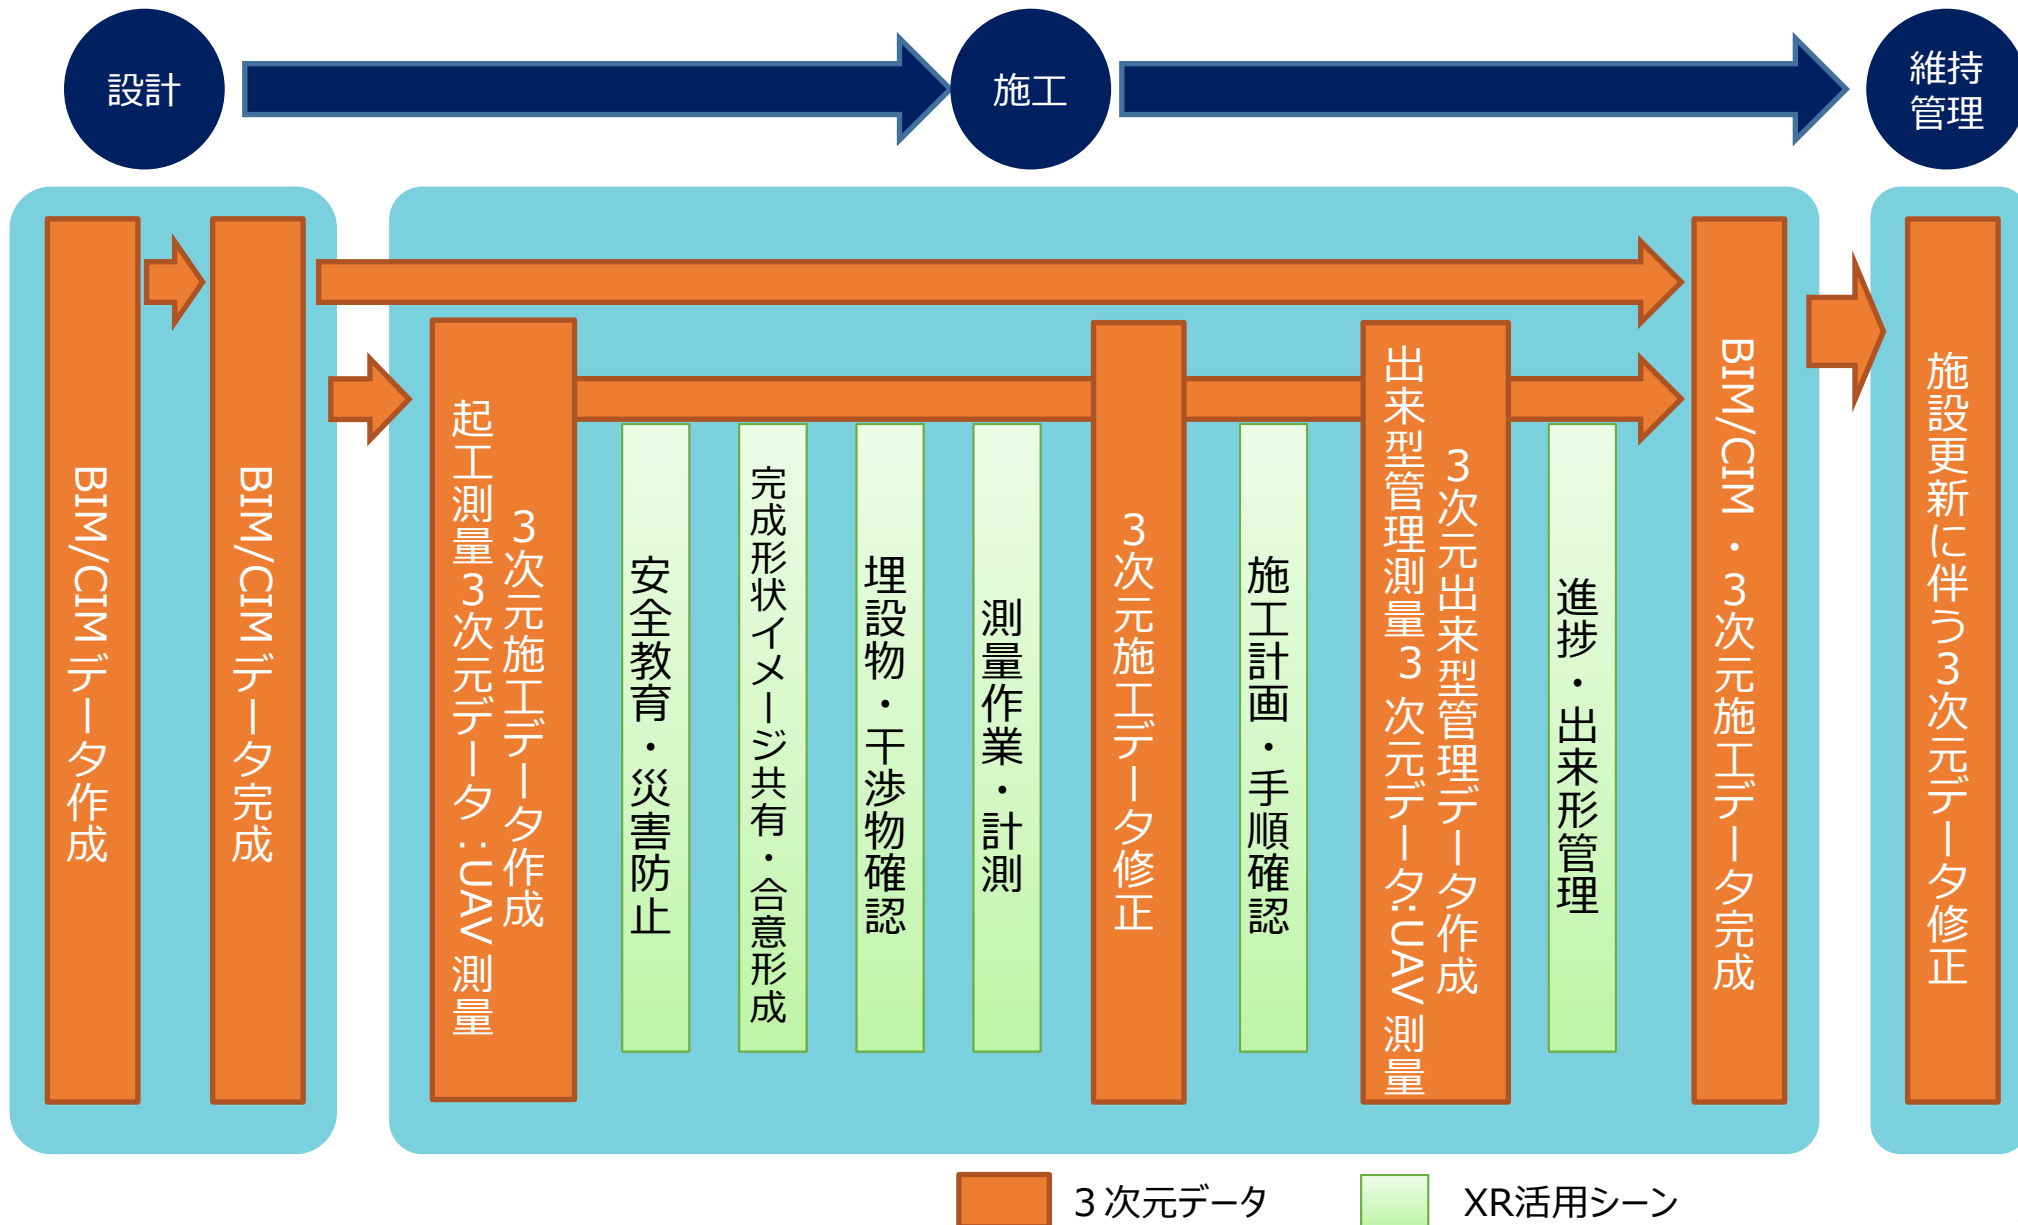 設計
施工
維持
管理
BIM/CIMデータ作成
BIM/CIMデータ完成
３次元施工データ作成
起工測量３次元データ：UAV測量
安全教育・災害防止
完成形状イメージ共有・合意形成
埋設物・干渉物確認
測量作業・計測
３次元施工データ修正
施工計画・手順確認
３次元出来型管理データ作成
出来型管理測量３次元データ:UAV測量
進捗・出来形管理
BIM/CIM・３次元施工データ完成
施設更新に伴う３次元データ修正
３次元データ
XR活用シーン